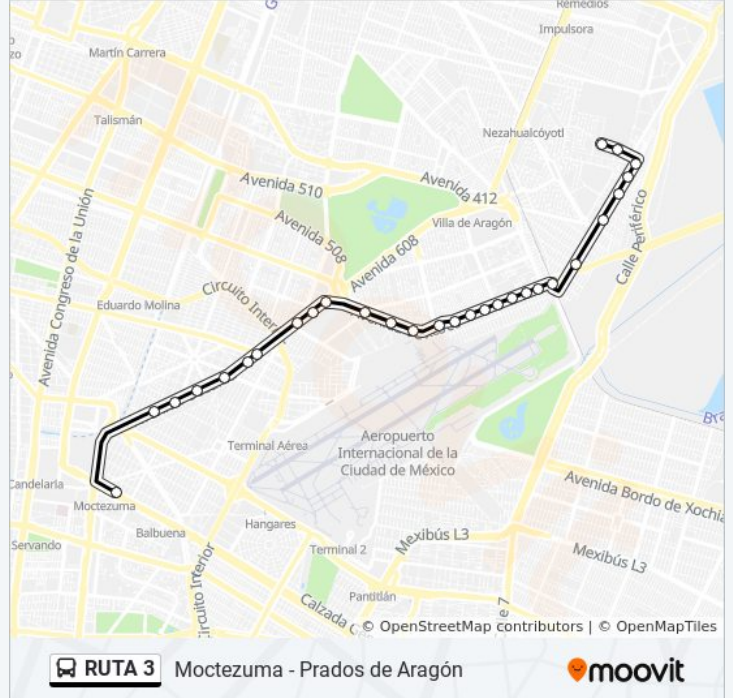 Remedios
G
Impulsora
o
zo
Martín Carrera
Talismán
Nezahualcóyotl
Avenida 510
Avenida 412
Avenida 508
Villa de Aragón
Avenida 608
Calle Periférico
Avenida Congreso de la Unión
Circuito Inter
Eduardo Molina
Bra
Terminal Aérea
Aeropuerto
Internacional de la
Ciudad de México
Candelaria
Moctezuma
Avenida Bordo de Xochia
Hangares
Balbuena
Mexibús L3
Servando
Terminal 2
Mexibús L3
Circuito Interior
Pantitlán
Calzada
e 7
© OpenStreetMap contributors | © OpenMapTiles
RUTA 3 Moctezuma - Prados de Aragón
moovit